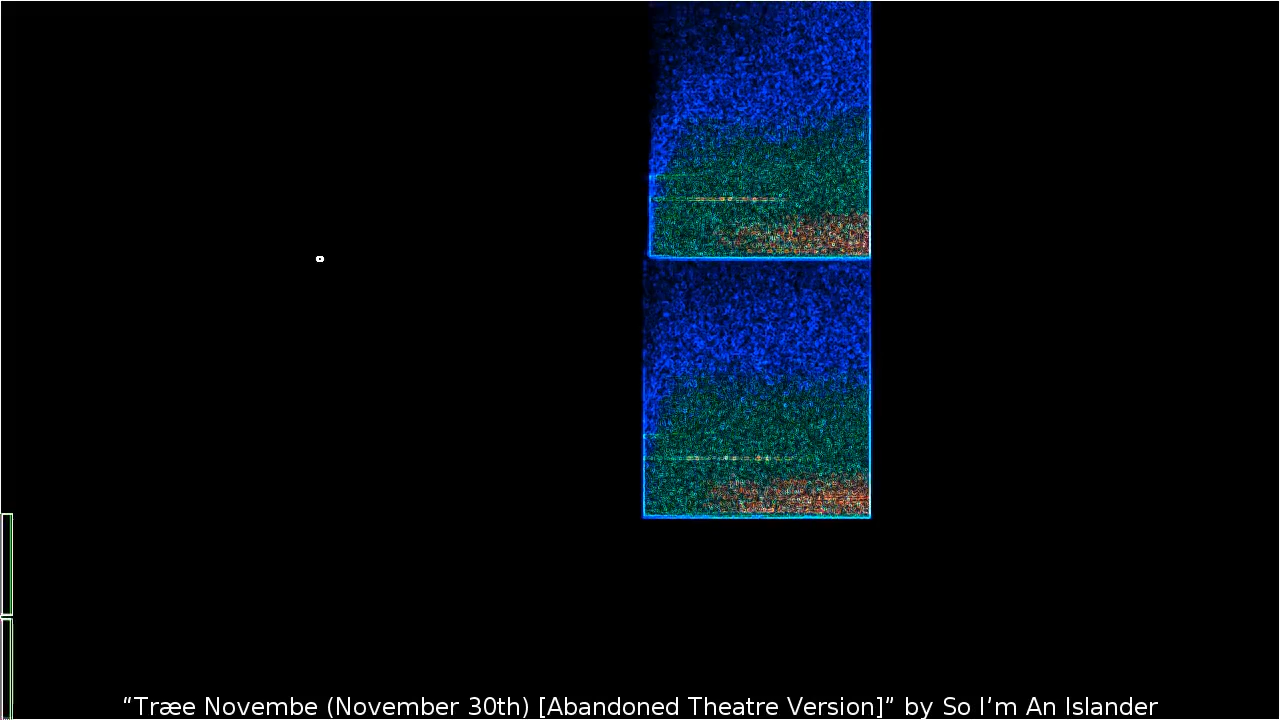 “Træe Novembe (November 30th) [Abandoned Theatre Version]” by So I’m An Islander